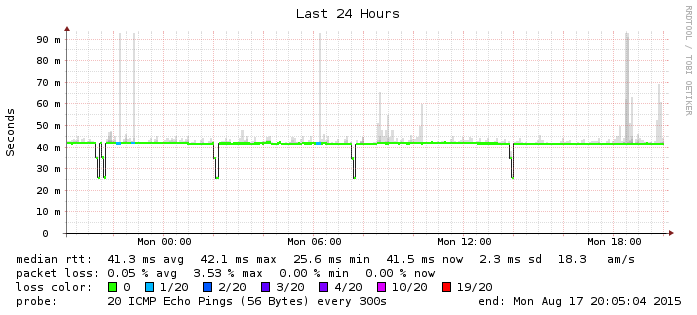 Last 24 Hours
RRDTOOL / TOBI OETIKER
Seconds
90 m
80 m
70 m
60 m
50 m
40 m
30 m
20 m
10 m
0
Mon 00:00 Mon 06:00 Mon 12:00 Mon 18:00
median rtt: 41.3 ms avg 42.1 ms max 25.6 ms min 41.5 ms now 2.3 ms sd 18.3 am/s
packet loss: 0.05 % avg 3.53 % max 0.00 % min 0.00 % now
loss color: 0 1/20 2/20 3/20 4/20 10/20 19/20
probe: 20 ICMP Echo Pings (56 Bytes) every 300s end: Mon Aug 17 20:05:04 2015